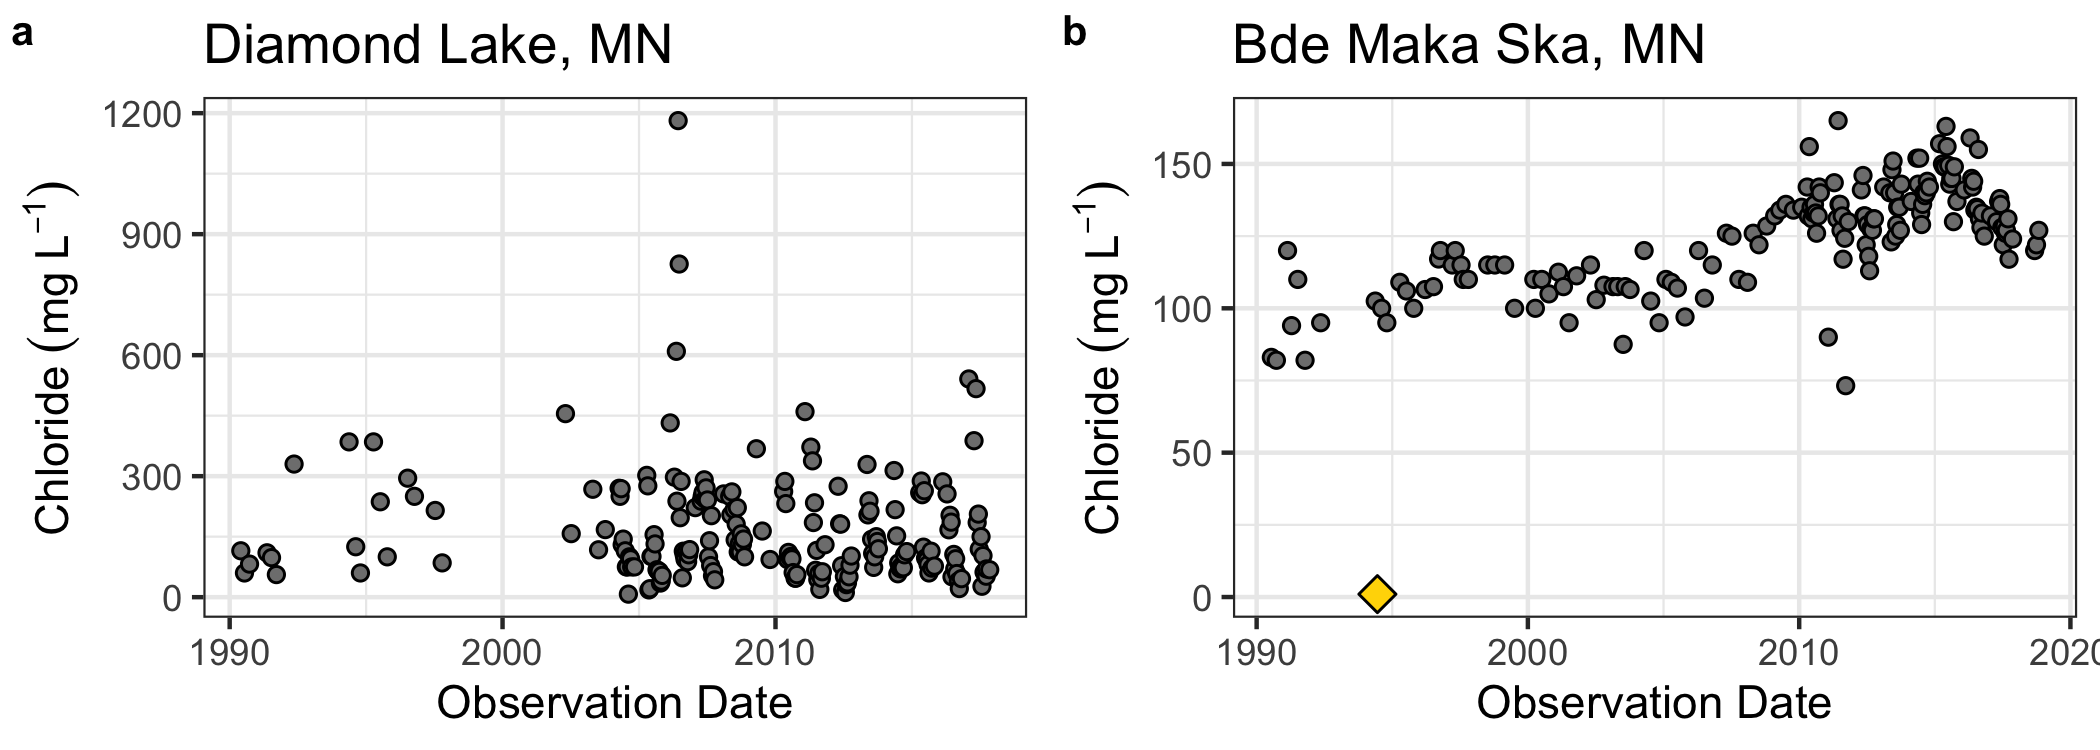 a Diamond Lake, MN
1200
900
600
300
0
Chloride (mg L⁻¹)
1990 2000 2010
Observation Date
b Bde Maka Ska, MN
150
100
50
0
Chloride (mg L⁻¹)
1990 2000 2010 2020
Observation Date